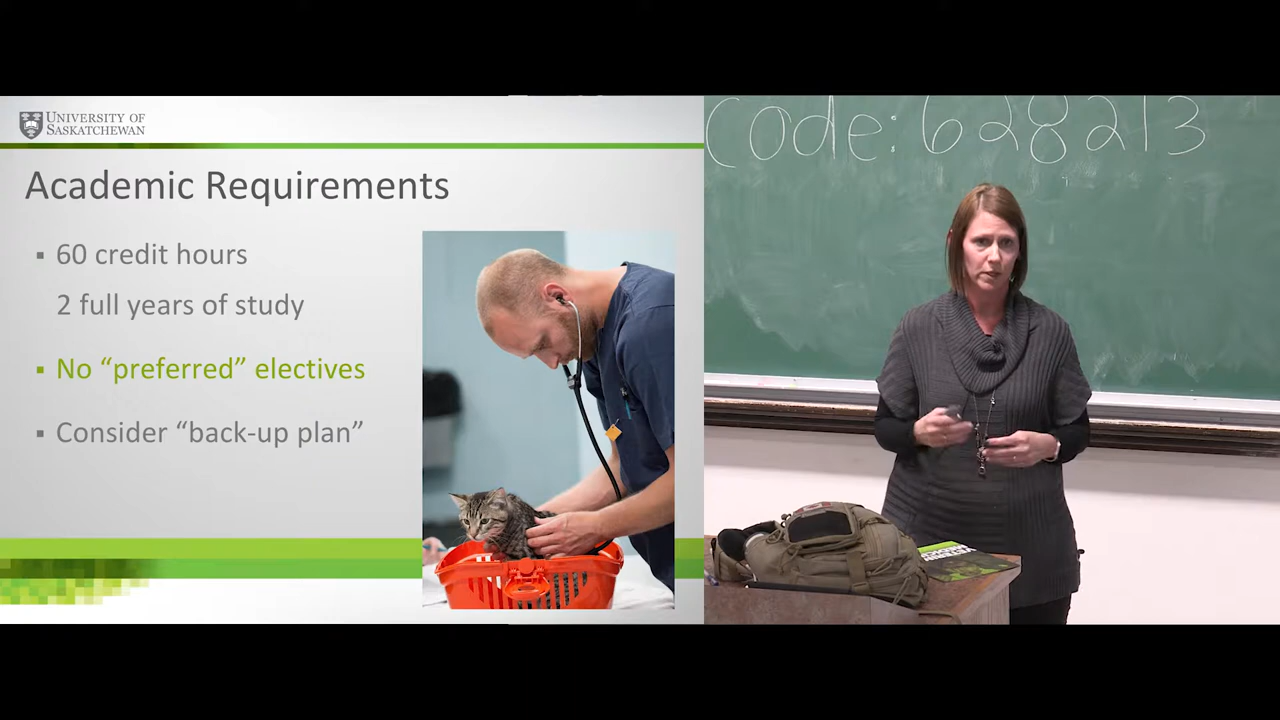 UNIVERSITY OF
SASKATCHEWAN
Academic Requirements
▪ 60 credit hours
2 full years of study
▪ No “preferred” electives
▪ Consider “back-up plan”
Code: 628213